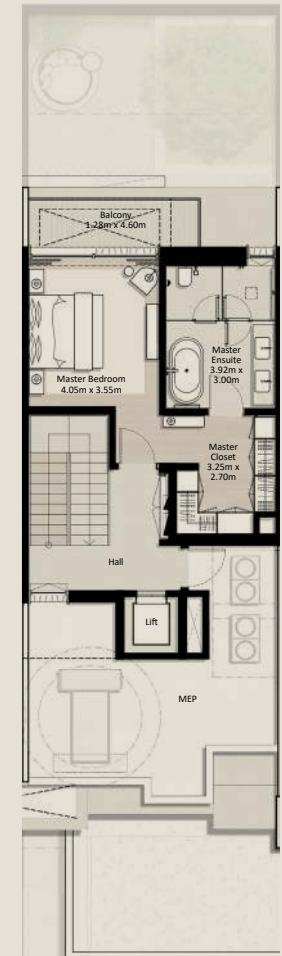 Balcony
1.28m x 4.60m
Master
Ensuite
3.92m x
3.00m
Master Bedroom
4.05m x 3.55m
Master
Closet
3.25m x
2.70m
Hall
Lift
MEP